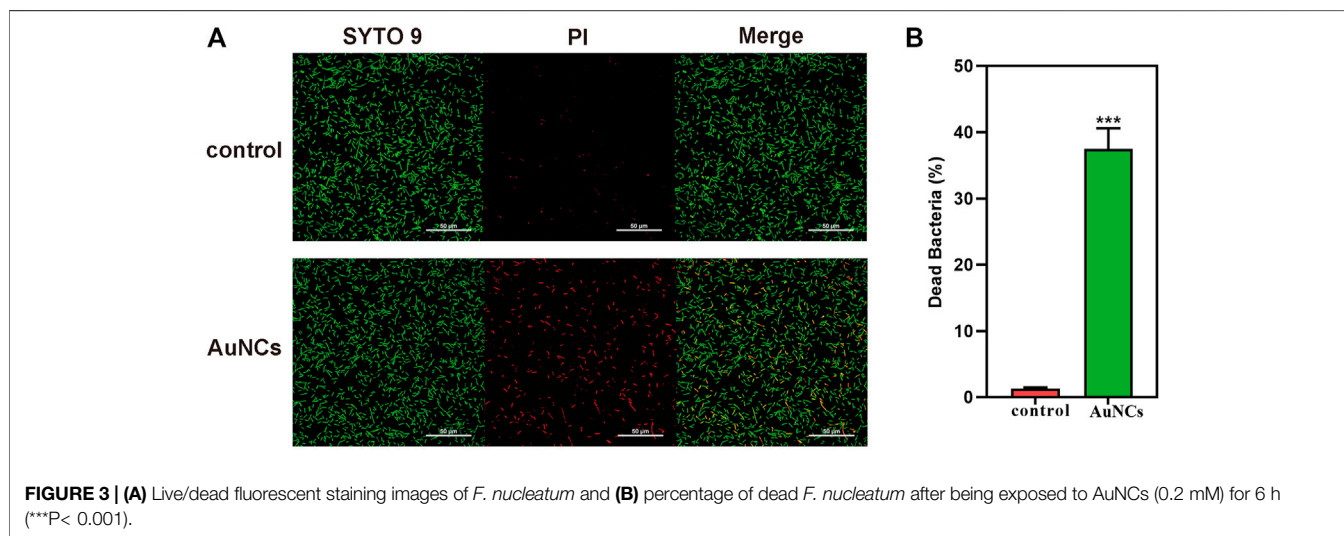 A
SYTO 9
PI
Merge
control
50 μm
50 μm
50 μm
AuNCs
50 μm
50 μm
50 μm
B
50
40
30
20
10
0
Dead Bacteria (%)
***
control
AuNCs
FIGURE 3 | (A) Live/dead fluorescent staining images of F. nucleatum and (B) percentage of dead F. nucleatum after being exposed to AuNCs (0.2 mM) for 6 h
(***P< 0.001).